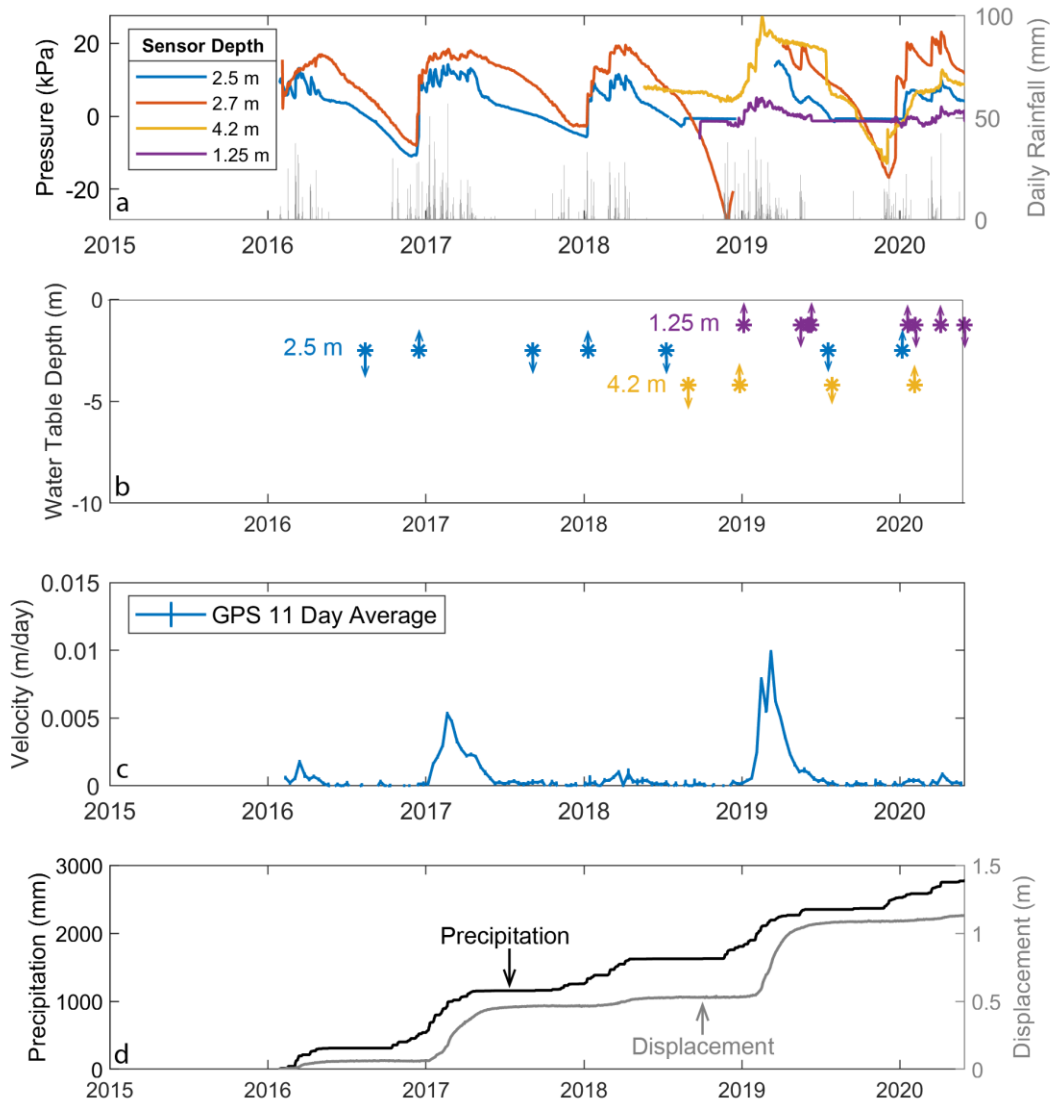 20
0
-20
Pressure (kPa)
Sensor Depth
2.5 m
2.7 m
4.2 m
1.25 m
a
100
50
0
Daily Rainfall (mm)
2015
2016
2017
2018
2019
2020
0
-5
-10
Water Table Depth (m)
2.5 m
1.25 m
4.2 m
b
2016
2017
2018
2019
2020
0.015
0.01
0.005
0
Velocity (m/day)
GPS 11 Day Average
c
2015
2016
2017
2018
2019
2020
3000
2000
1000
0
Precipitation (mm)
Precipitation
Displacement
d
1.5
1
0.5
0
Displacement (m)
2015
2016
2017
2018
2019
2020